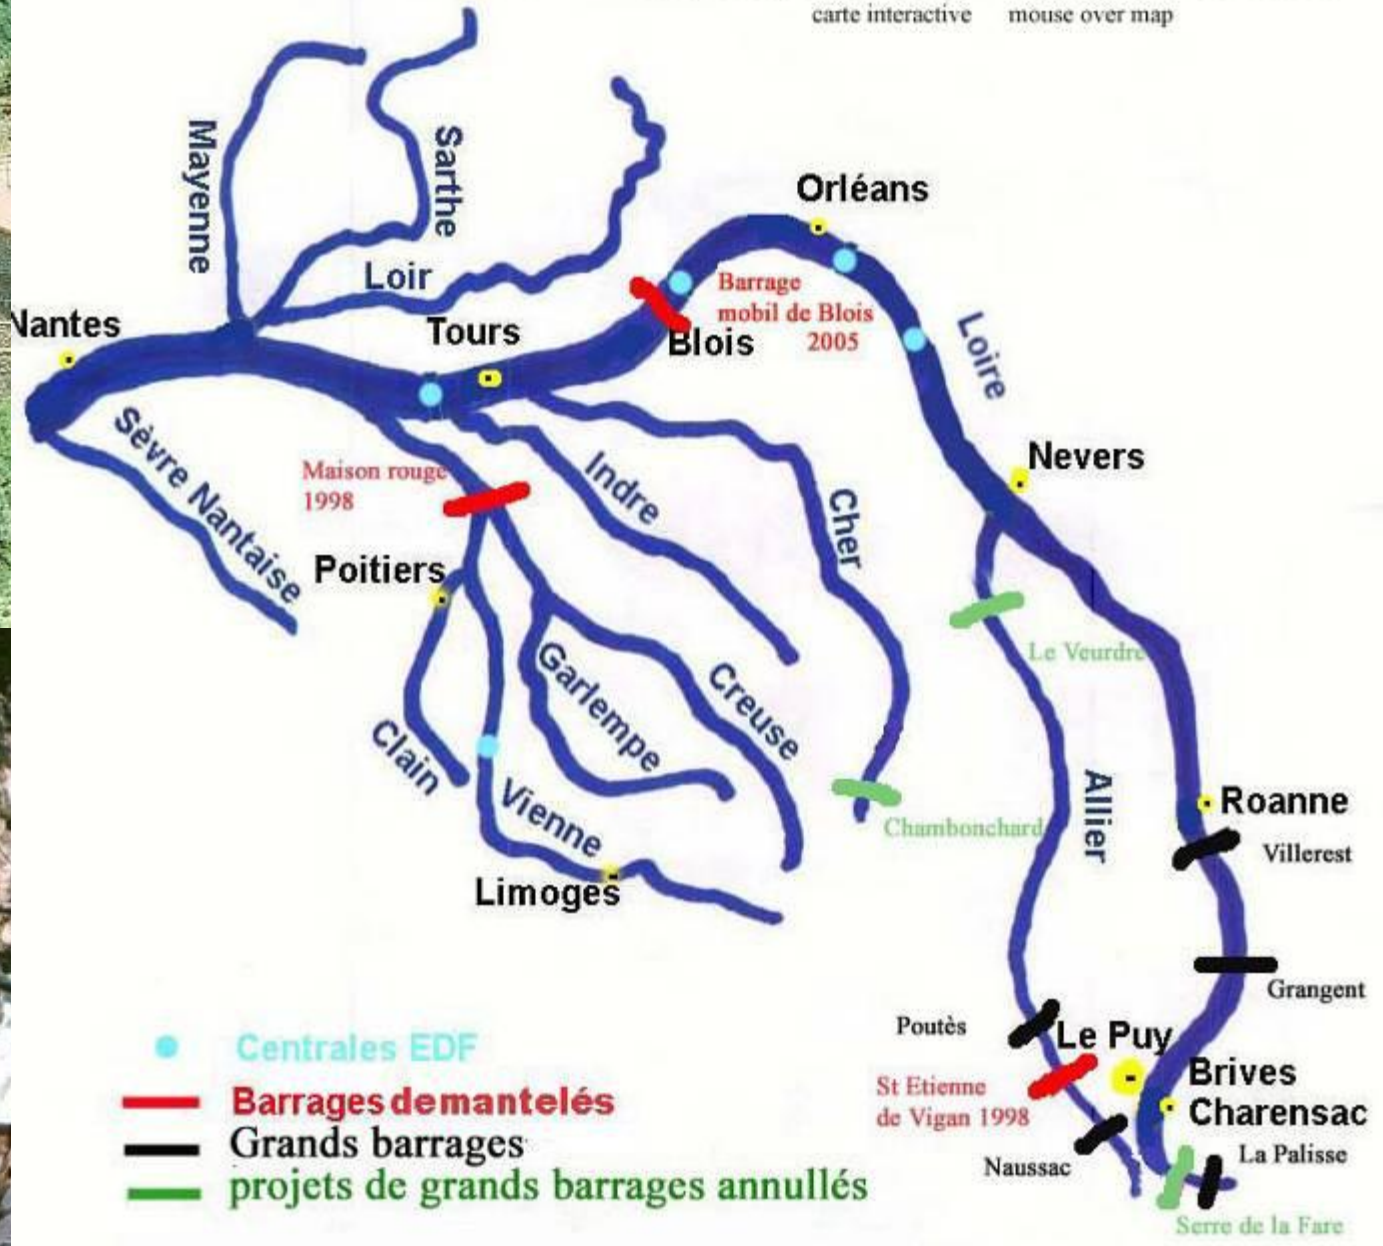 carte interactive mouse over map
Mayenne
Sarthe
Orléans
Loir
Barrage
mobil de Blois
2005
Nantes
Tours
Blois
Loire
Sèvre Nantaise
Maison rouge
1998
Indre
Nevers
Cher
Poitiers
Le Veurdre
Garlempe
Creuse
Clain
Vienne
Allier
Roanne
Chambonchard
Villerest
Limoges
Grangent
Poutès
Le Puy
Brives
Charensac
St Etienne
de Vigan 1998
La Palisse
Naussac
Serre de la Fare
Centrales EDF
Barrages demantelés
Grands barrages
projets de grands barrages annullés